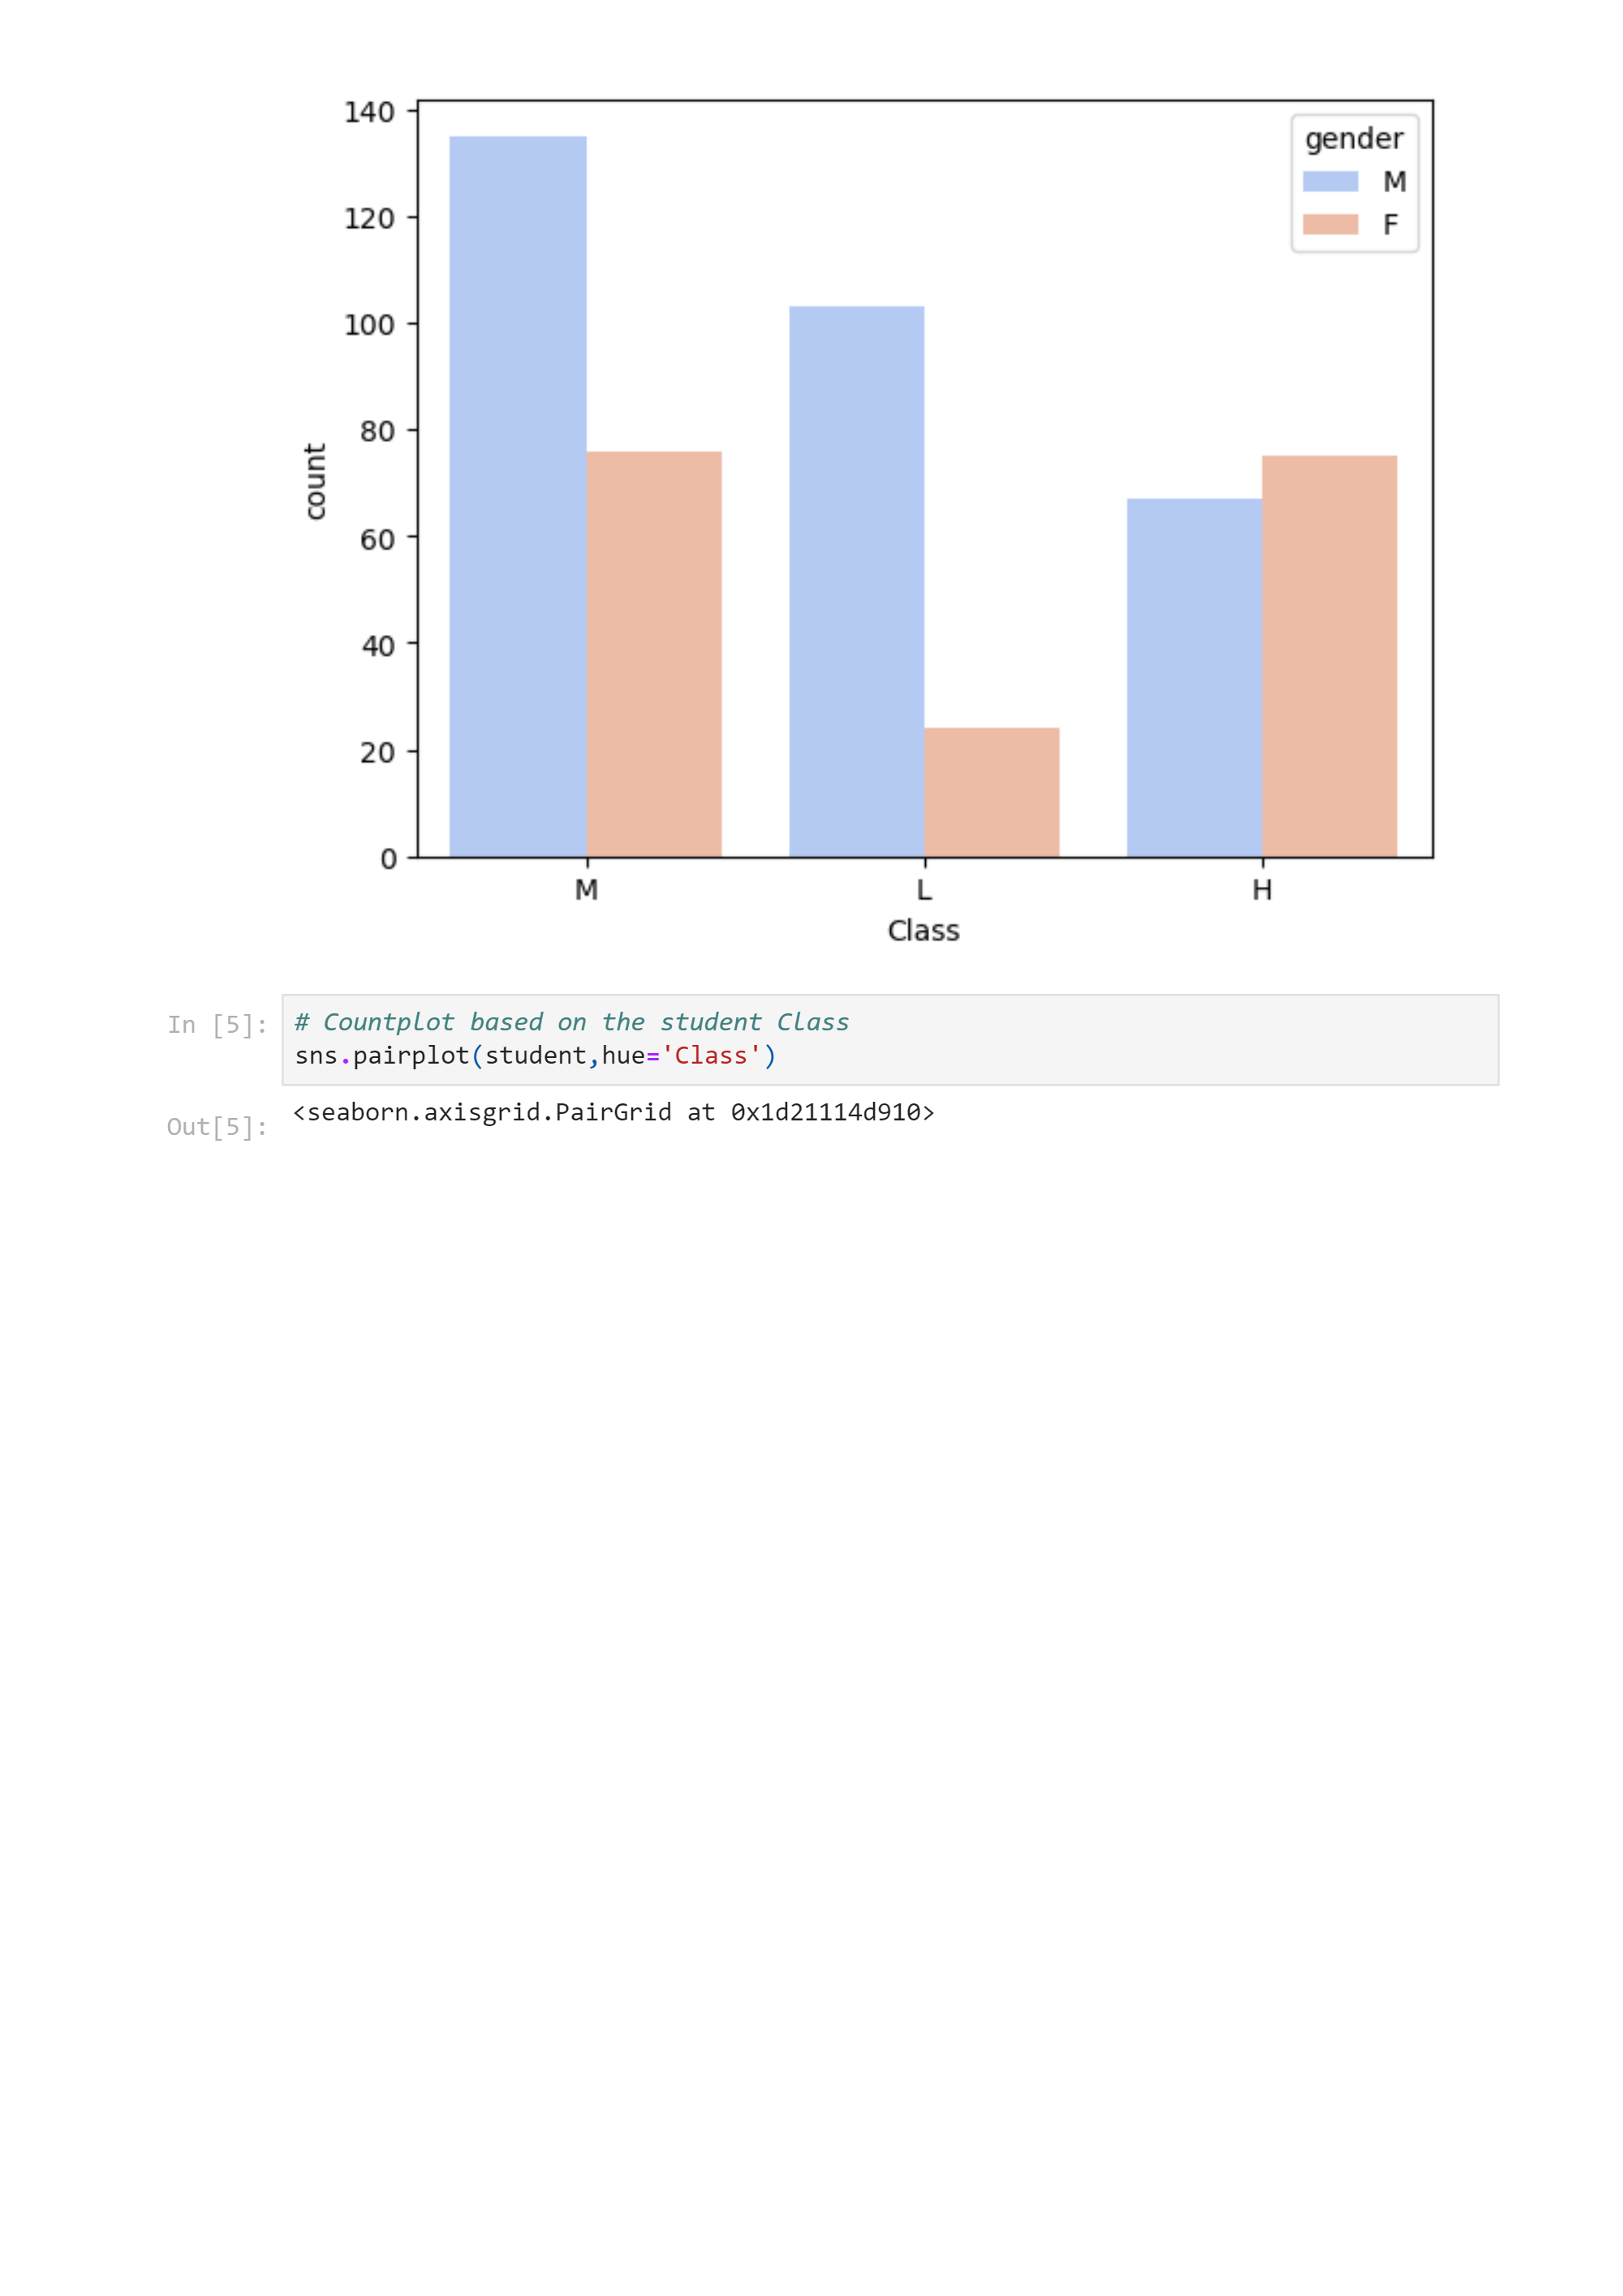 140
120
100
80
60
40
20
0
count
gender
M
F
M L H
Class
In [5]:
# Countplot based on the student Class
sns.pairplot(student,hue='Class')
Out[5]:
<seaborn.axisgrid.PairGrid at 0x1d21114d910>